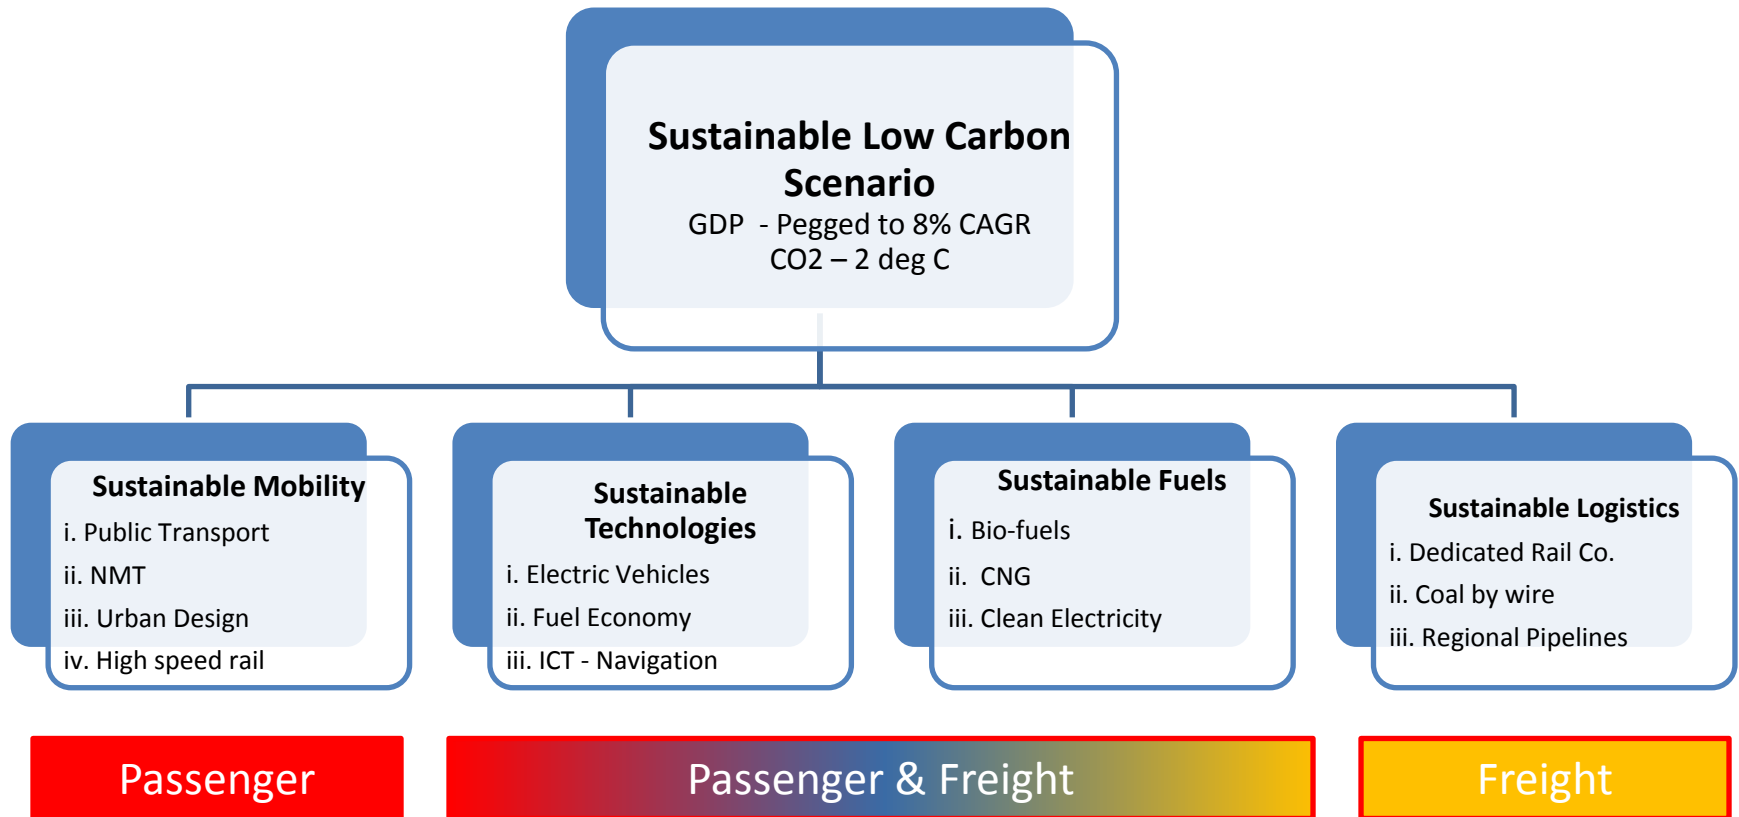 Sustainable Low Carbon
Scenario
GDP - Pegged to 8% CAGR
CO2 – 2 deg C
Sustainable Mobility
i. Public Transport
ii. NMT
iii. Urban Design
iv. High speed rail
Sustainable
Technologies
i. Electric Vehicles
ii. Fuel Economy
iii. ICT - Navigation
Sustainable Fuels
i. Bio-fuels
ii. CNG
iii. Clean Electricity
Sustainable Logistics
i. Dedicated Rail Co.
ii. Coal by wire
iii. Regional Pipelines
Passenger
Passenger & Freight
Freight